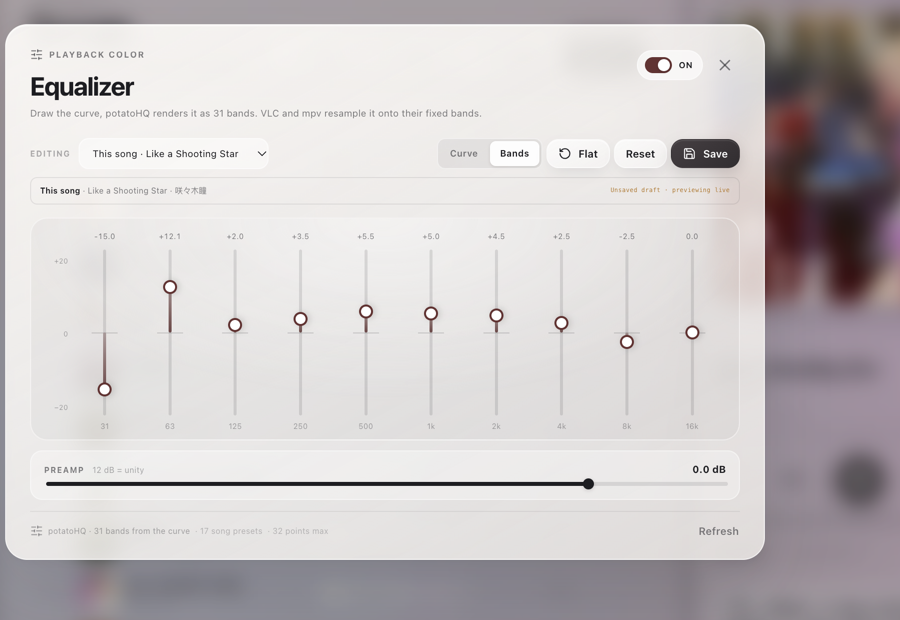 PLAYBACK COLOR
ON
Equalizer
Draw the curve, potatoHQ renders it as 31 bands. VLC and mpv resample it onto their fixed bands.
EDITING This song · Like a Shooting Star Curve Bands Flat Reset Save
This song · Like a Shooting Star · 咲々木瞳 Unsaved draft · previewing live
-15.0 +12.1 +2.0 +3.5 +5.5 +5.0 +4.5 +2.5 -2.5 0.0
+20
0
−20
31 63 125 250 500 1k 2k 4k 8k 16k
PREAMP 12 dB = unity 0.0 dB
potatoHQ · 31 bands from the curve · 17 song presets · 32 points max Refresh